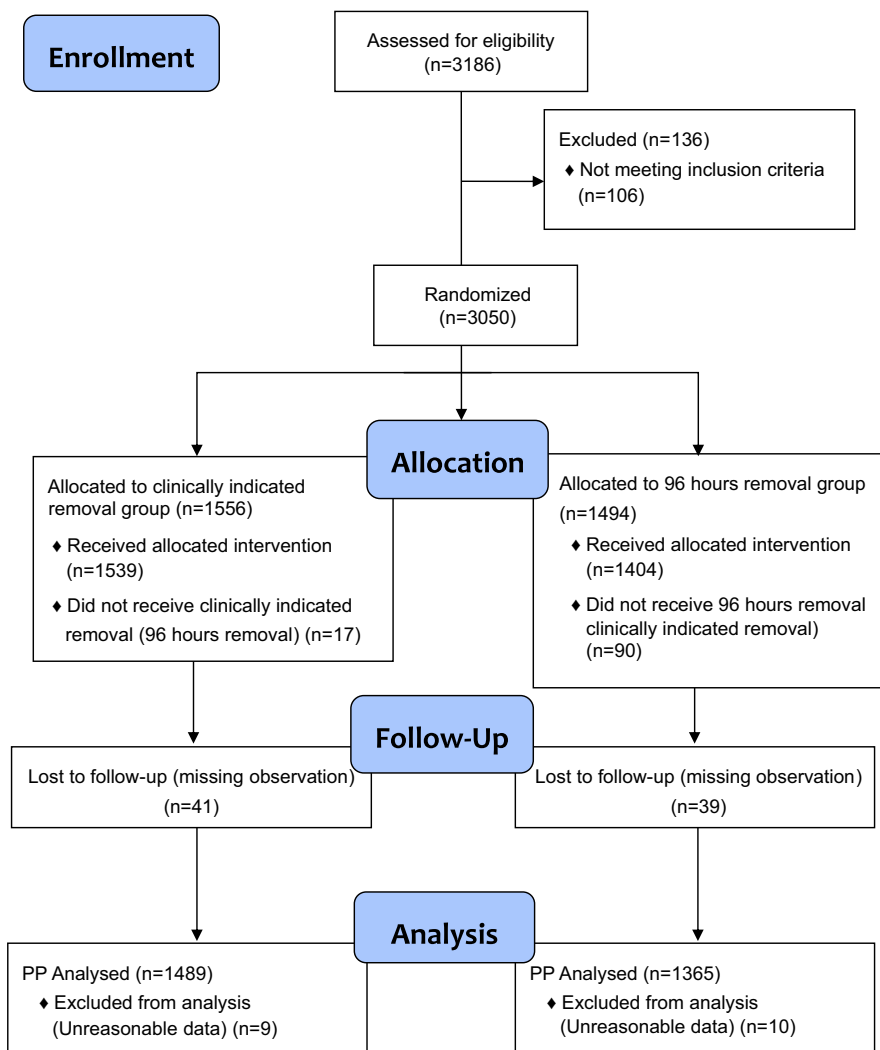 Enrollment
Assessed for eligibility
(n=3186)
Excluded (n=136)
♦ Not meeting inclusion criteria
(n=106)
Randomized
(n=3050)
Allocation
Allocated to clinically indicated
removal group (n=1556)
♦ Received allocated intervention
(n=1539)
♦ Did not receive clinically indicated
removal (96 hours removal) (n=17)
Allocated to 96 hours removal group
(n=1494)
♦ Received allocated intervention
(n=1404)
♦ Did not receive 96 hours removal
clinically indicated removal)
(n=90)
Follow-Up
Lost to follow-up (missing observation)
(n=41)
Lost to follow-up (missing observation)
(n=39)
Analysis
PP Analysed (n=1489)
♦ Excluded from analysis
(Unreasonable data) (n=9)
PP Analysed (n=1365)
♦ Excluded from analysis
(Unreasonable data) (n=10)